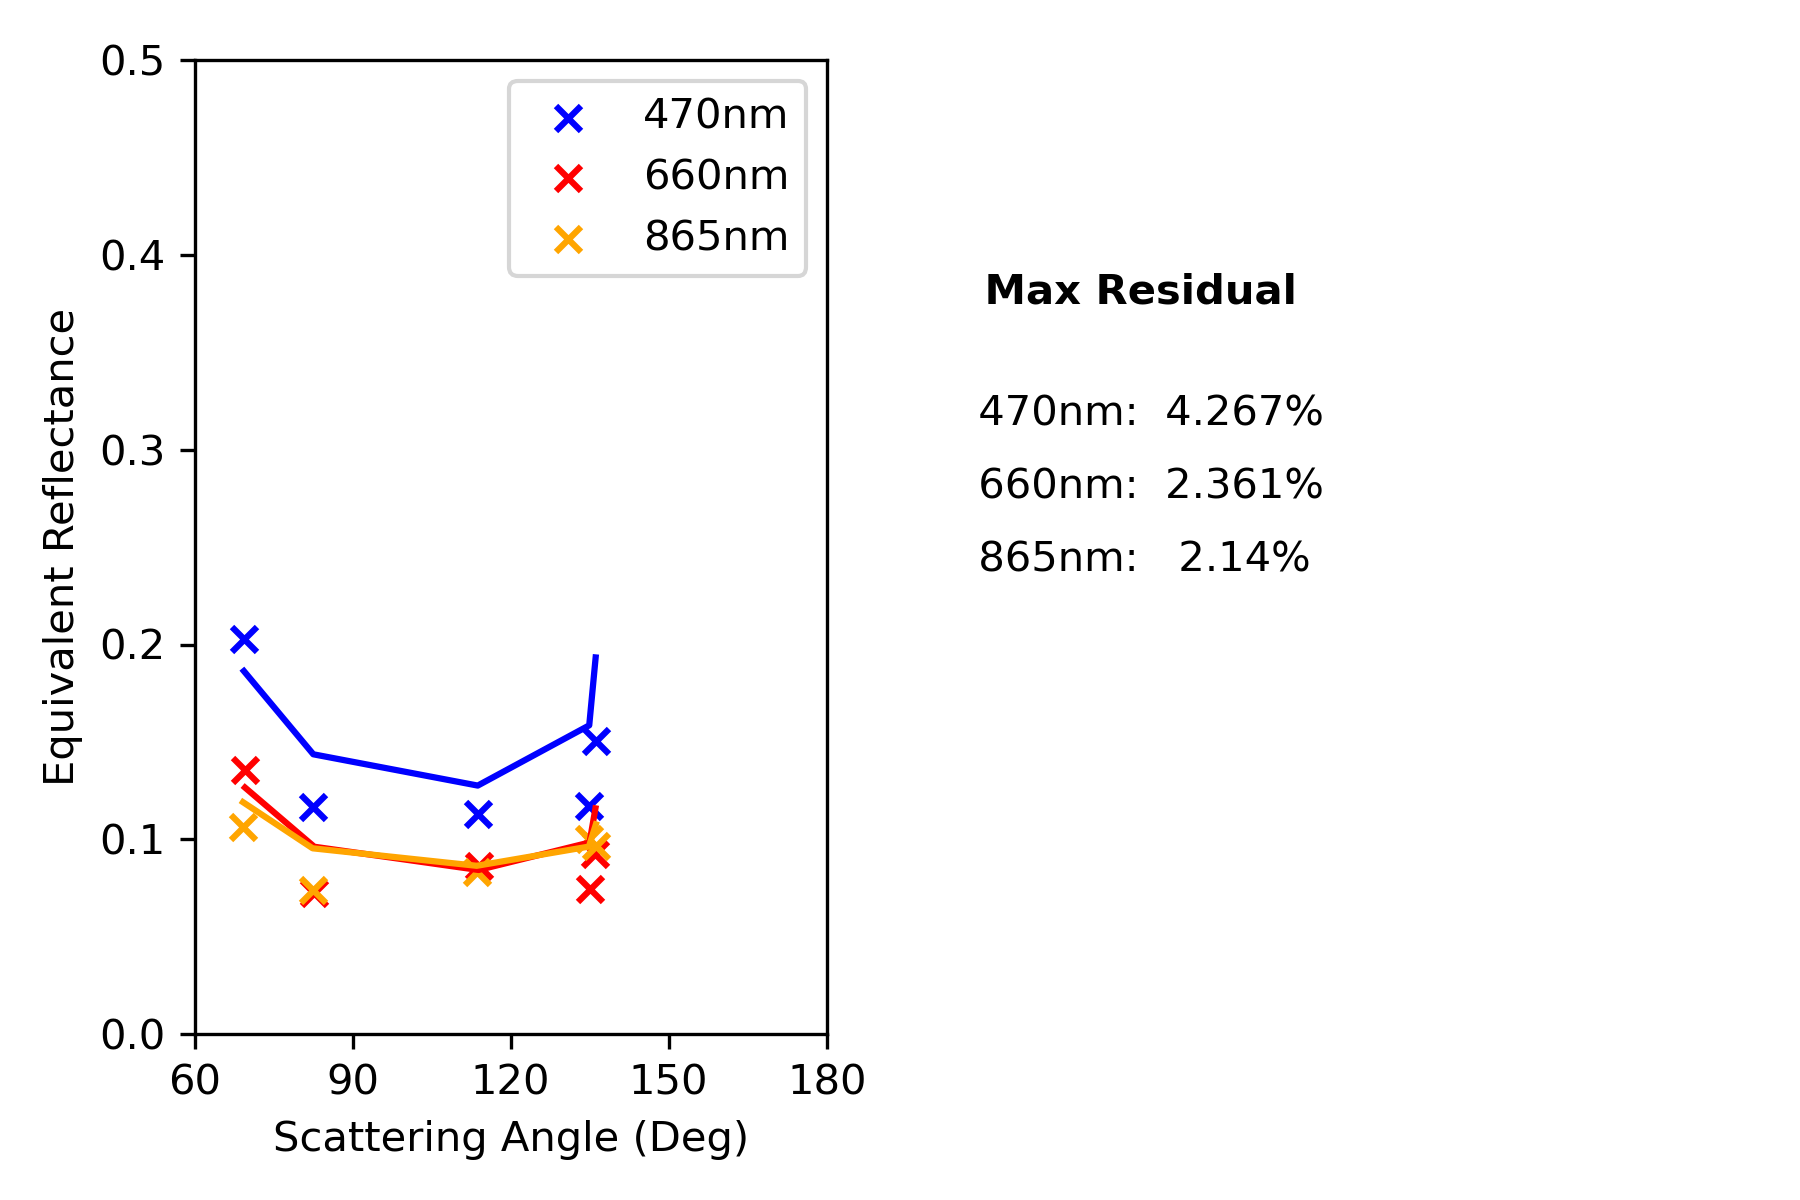 0.5
0.4
0.3
0.2
0.1
0.0
Equivalent Reflectance
60 90 120 150 180
Scattering Angle (Deg)
470nm
660nm
865nm
Max Residual
470nm: 4.267%
660nm: 2.361%
865nm: 2.14%